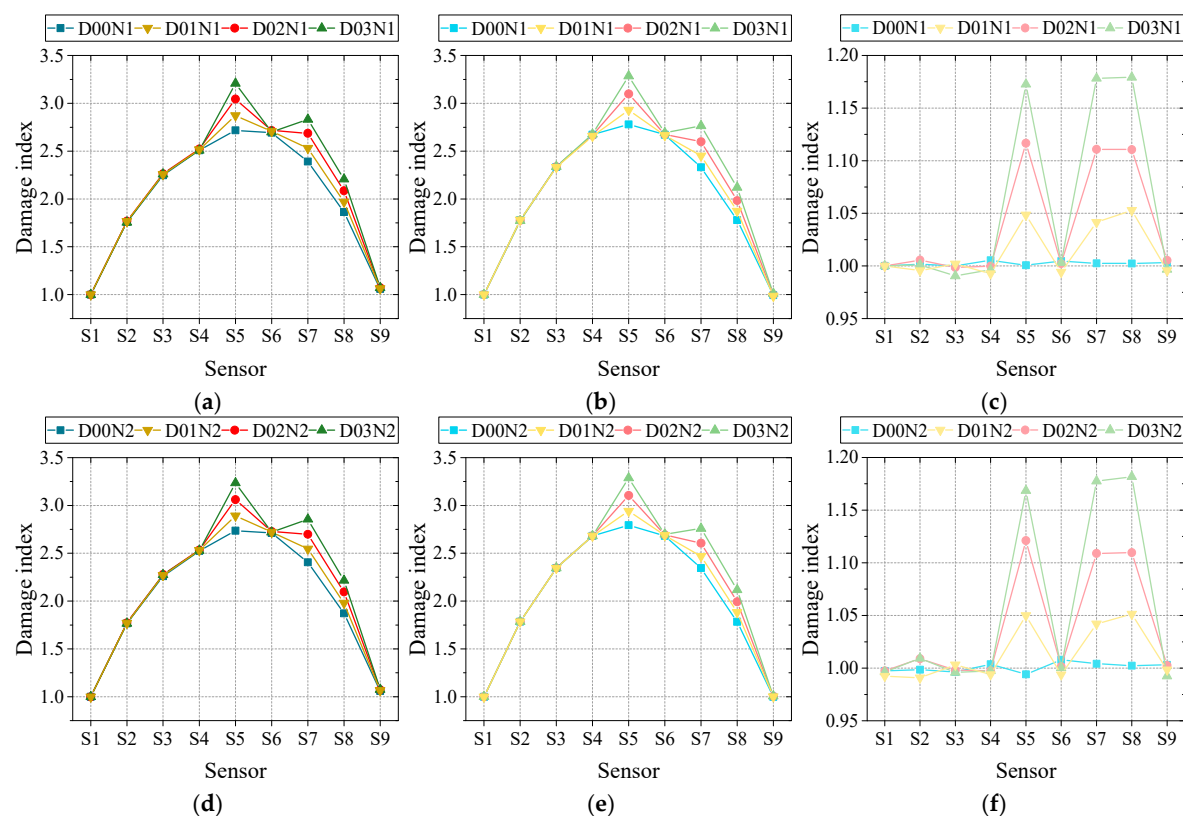 D00N1 D01N1 D02N1 D03N1
3.5
3.0
2.5
2.0
1.5
1.0
Damage index
S1 S2 S3 S4 S5 S6 S7 S8 S9
Sensor
(a)
D00N1 D01N1 D02N1 D03N1
3.5
3.0
2.5
2.0
1.5
1.0
Damage index
S1 S2 S3 S4 S5 S6 S7 S8 S9
Sensor
(b)
D00N1 D01N1 D02N1 D03N1
1.20
1.15
1.10
1.05
1.00
0.95
Damage index
S1 S2 S3 S4 S5 S6 S7 S8 S9
Sensor
(c)
D00N2 D01N2 D02N2 D03N2
3.5
3.0
2.5
2.0
1.5
1.0
Damage index
S1 S2 S3 S4 S5 S6 S7 S8 S9
Sensor
(d)
D00N2 D01N2 D02N2 D03N2
3.5
3.0
2.5
2.0
1.5
1.0
Damage index
S1 S2 S3 S4 S5 S6 S7 S8 S9
Sensor
(e)
D00N2 D01N2 D02N2 D03N2
1.20
1.15
1.10
1.05
1.00
0.95
Damage index
S1 S2 S3 S4 S5 S6 S7 S8 S9
Sensor
(f)